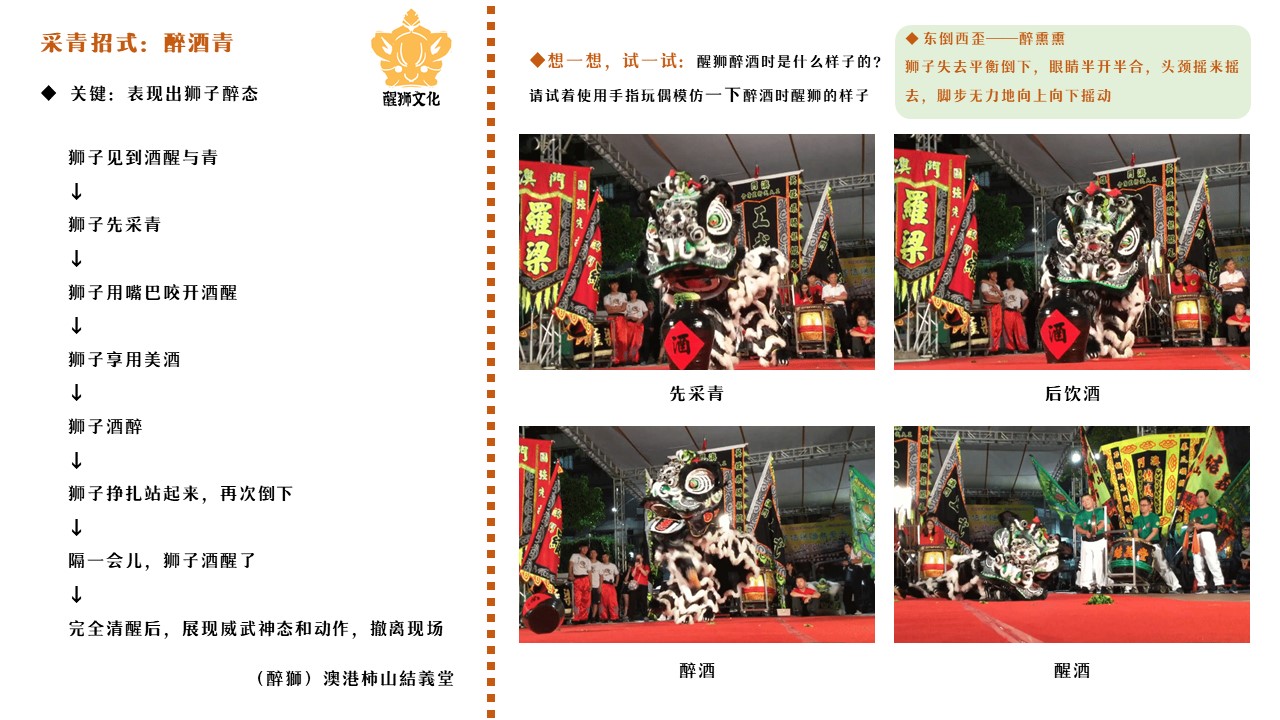 采青招式：醉酒青
醒狮文化
◆ 关键：表现出狮子醉态
狮子见到酒醒与青
↓
狮子先采青
↓
狮子用嘴巴咬开酒醒
↓
狮子享用美酒
↓
狮子酒醉
↓
狮子挣扎站起来，再次倒下
↓
隔一会儿，狮子酒醒了
↓
完全清醒后，展现威武神态和动作，撤离现场
（醉狮）澳港柿山結義堂
◆想一想，试一试：醒狮醉酒时是什么样子的?
请试着使用手指玩偶模仿一下醉酒时醒狮的样子
◆ 东倒西歪——醉熏熏
狮子失去平衡倒下，眼睛半开半合，头颈摇来摇
去，脚步无力地向上向下摇动
澳門
羅梁
酒
先采青
澳門
羅梁
酒
后饮酒
醉酒
醒酒